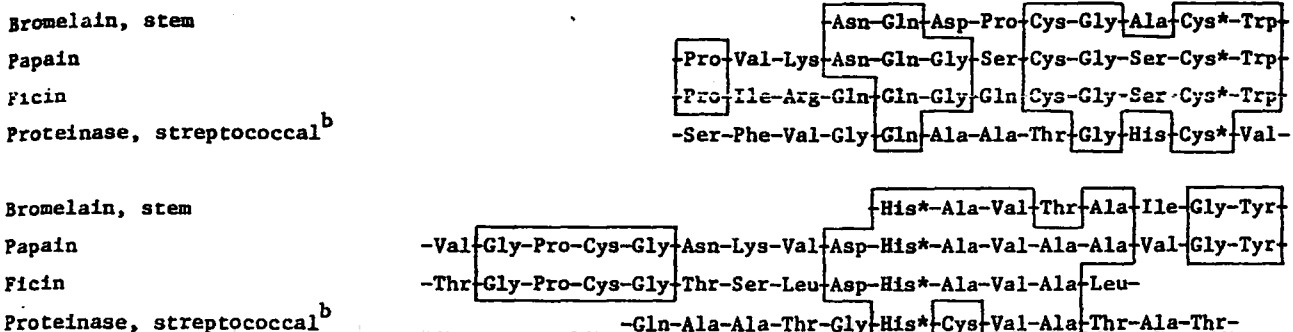 Bromelain, stem -Asn-Gln-Asp-Pro-Cys-Gly-Ala-Cys*-Trp-
Papain -Pro-Val-Lys-Asn-Gln-Gly-Ser-Cys-Gly-Ser-Cys*-Trp-
Ficin -Pro-Ile-Arg-Gln-Gln-Gly-Gln-Cys-Gly-Ser-Cys*-Trp-
Proteinase, streptococcal b -Ser-Phe-Val-Gly-Gln-Ala-Ala-Thr-Gly-His-Cys*-Val-
Bromelain, stem -His*-Ala-Val-Thr-Ala-Ile-Gly-Tyr-
Papain -Val-Gly-Pro-Cys-Gly-Asn-Lys-Val-Asp-His*-Ala-Val-Ala-Ala-Val-Gly-Tyr-
Ficin -Thr-Gly-Pro-Cys-Gly-Thr-Ser-Leu-Asp-His*-Ala-Val-Ala-Leu-
Proteinase, streptococcal b -Gln-Ala-Ala-Thr-Gly-His*-Cys-Val-Ala-Thr-Ala-Thr-